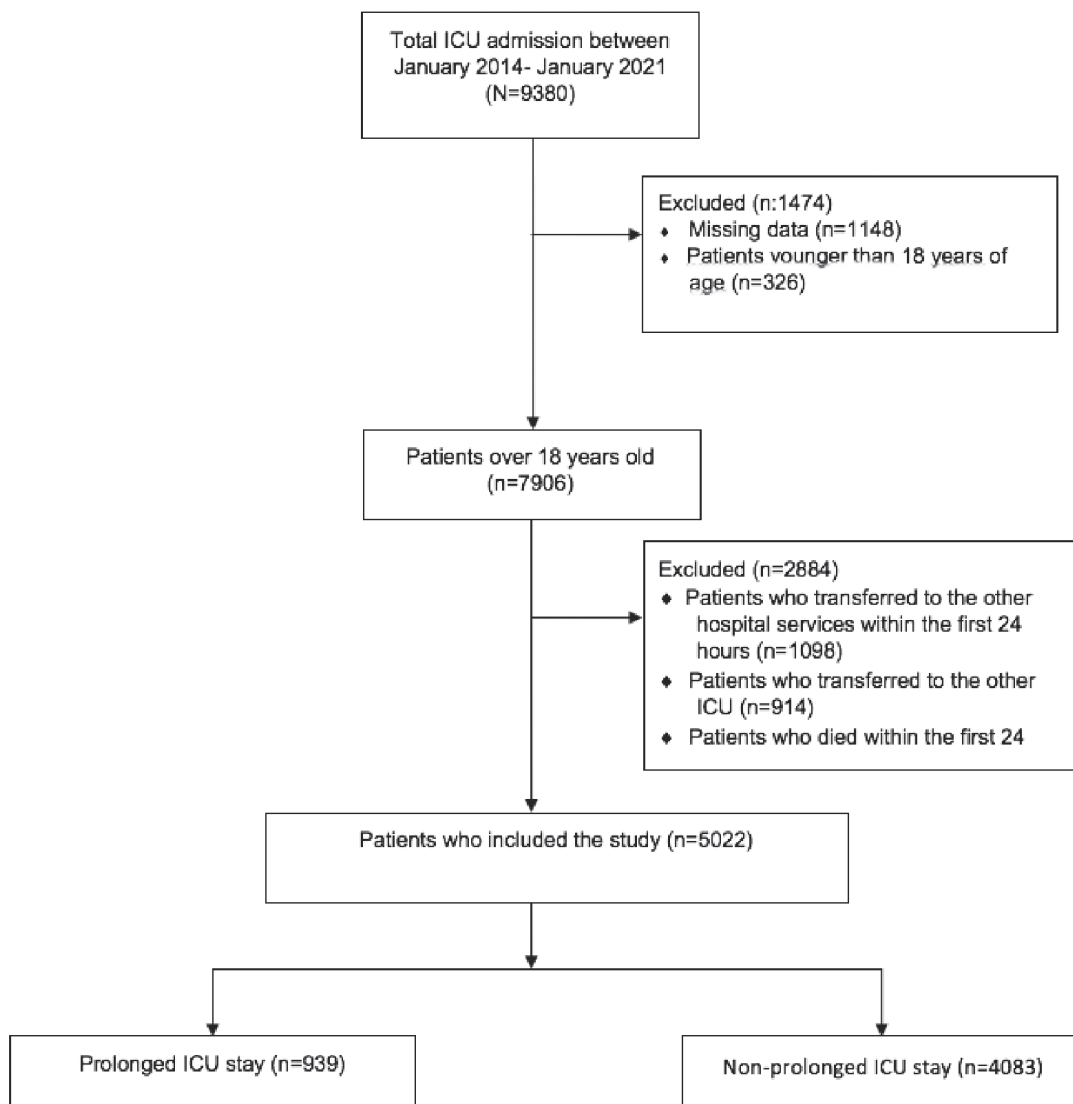 Total ICU admission between
January 2014- January 2021
(N=9380)
Excluded (n:1474)
♦ Missing data (n=1148)
♦ Patients vounger than 18 years of
age (n=326)
Patients over 18 years old
(n=7906)
Excluded (n=2884)
♦ Patients who transferred to the other
hospital services within the first 24
hours (n=1098)
♦ Patients who transferred to the other
ICU (n=914)
♦ Patients who died within the first 24
Patients who included the study (n=5022)
Prolonged ICU stay (n=939)
Non-prolonged ICU stay (n=4083)